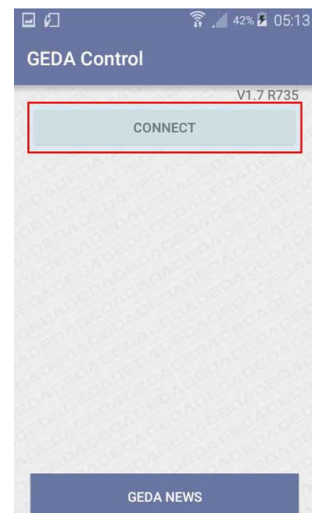 42% 05:13
GEDA Control
V1.7 R735
CONNECT
GEDA NEWS